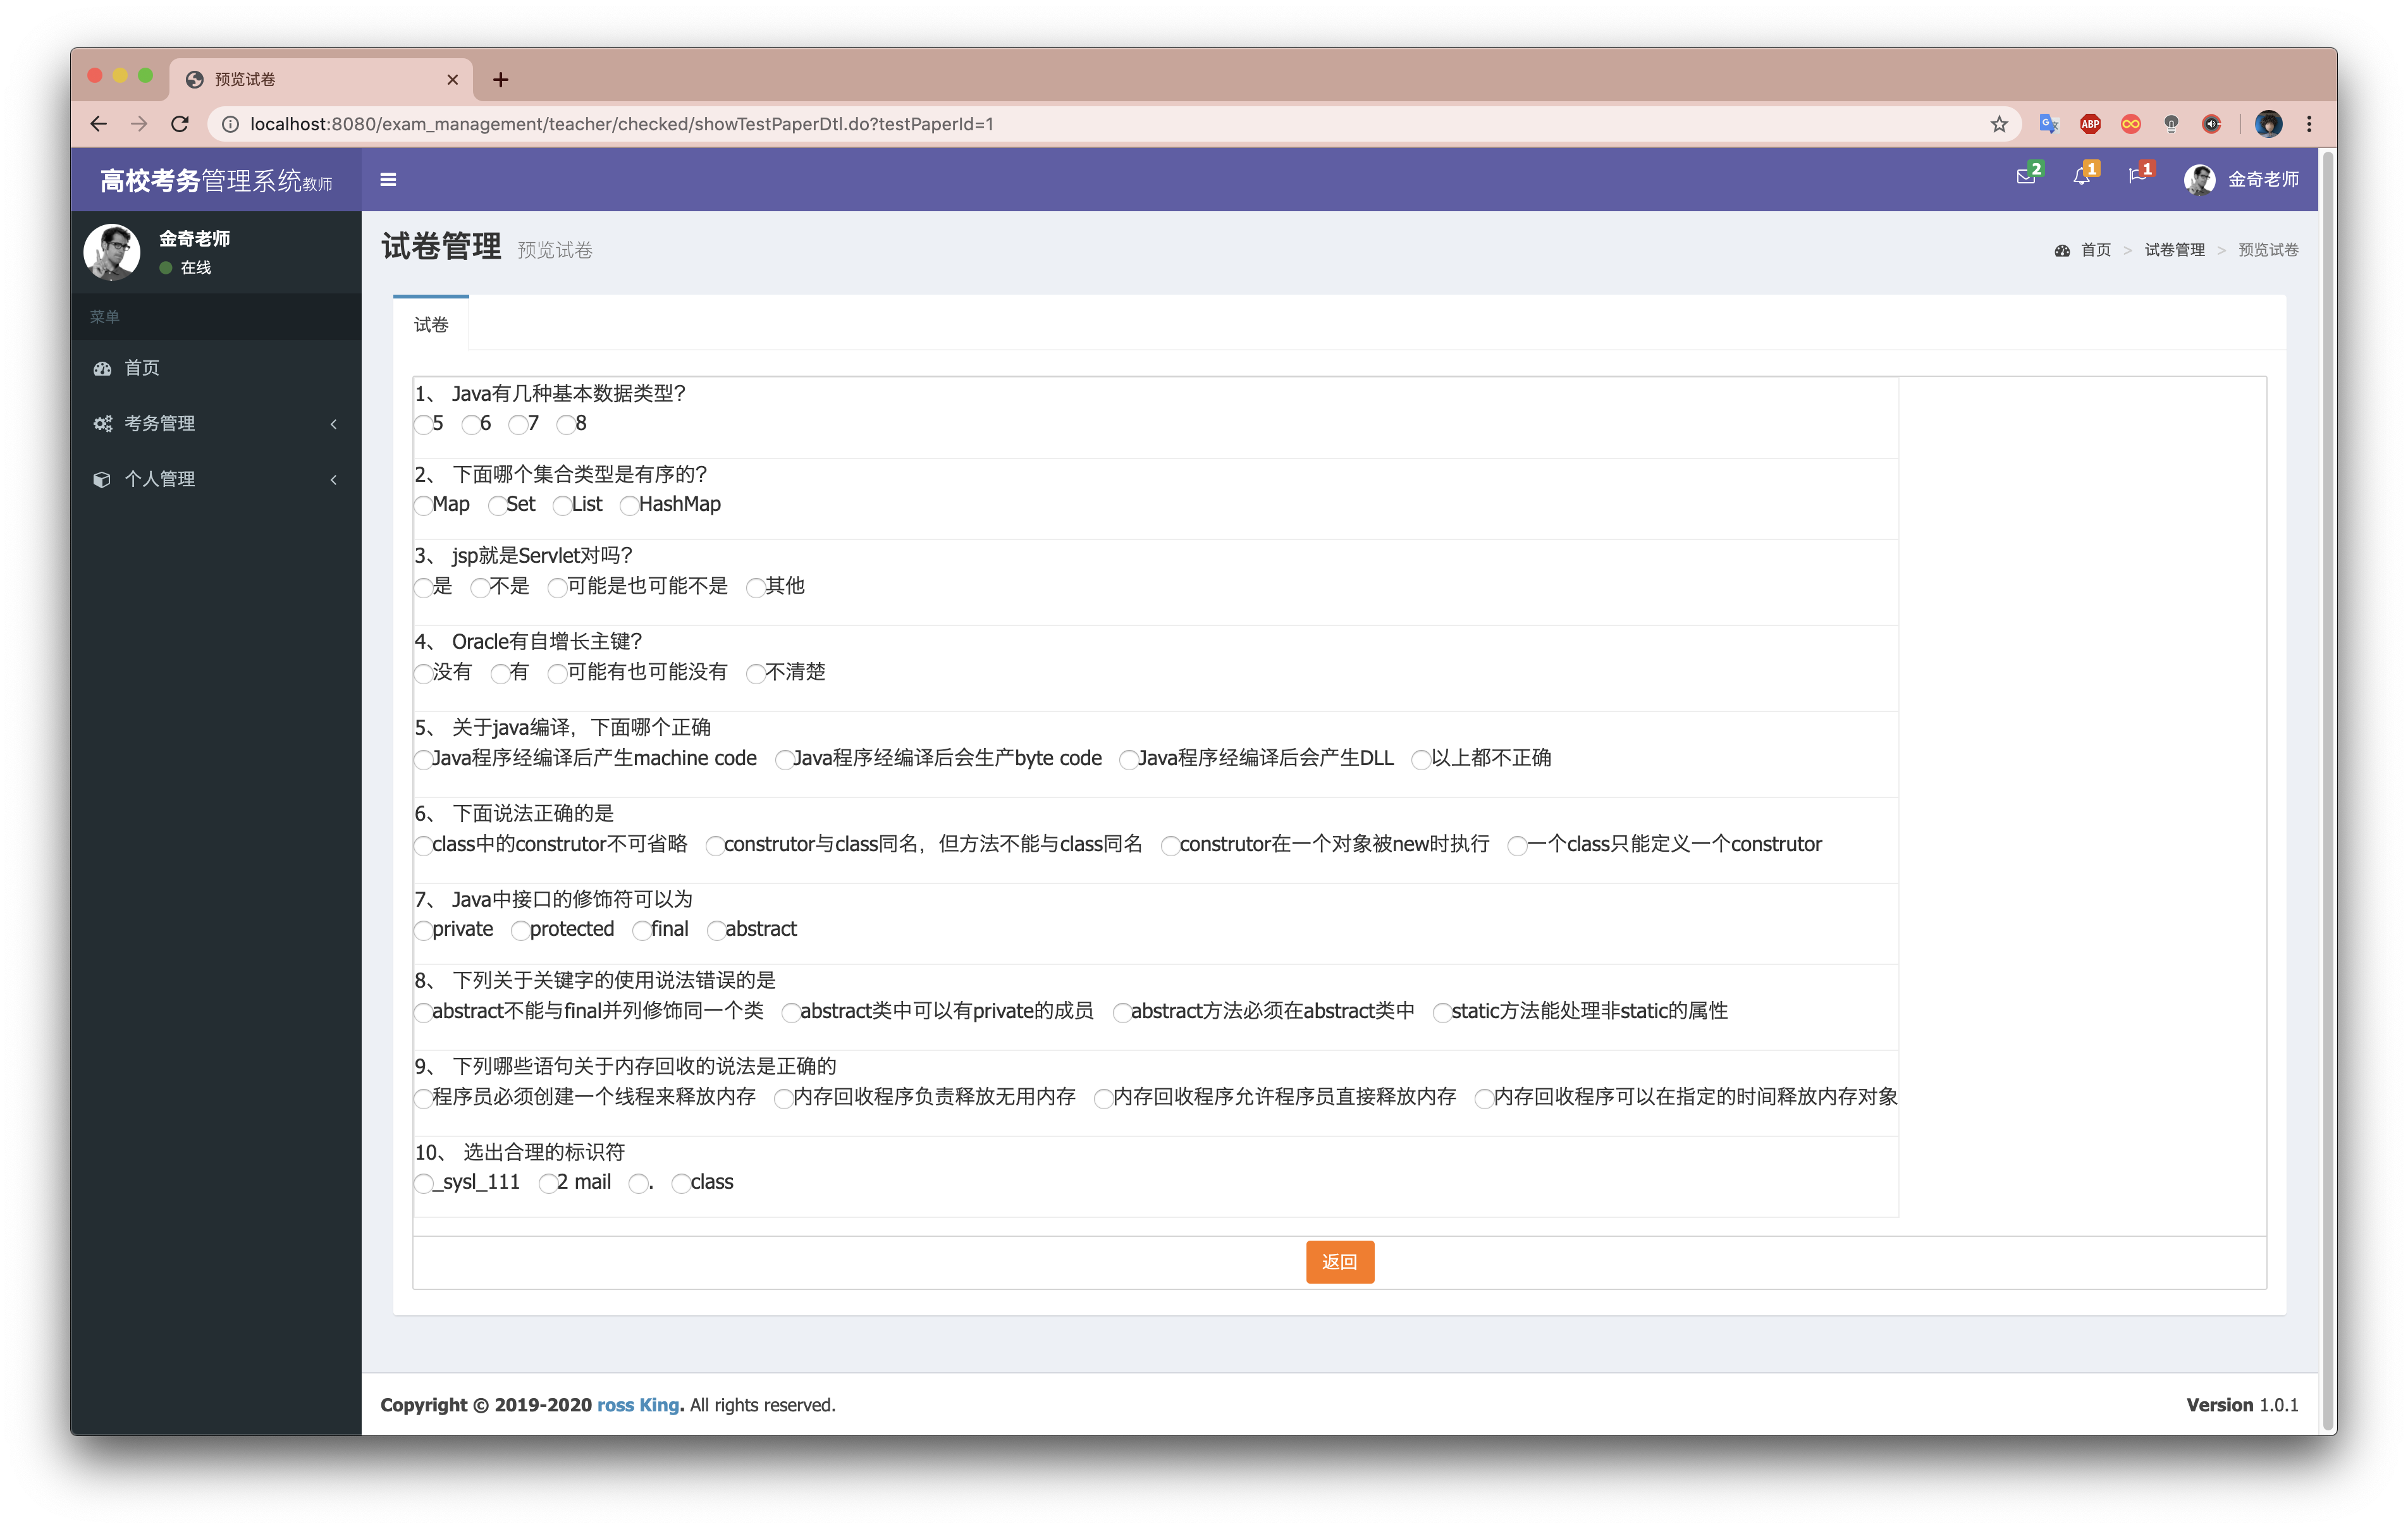 预览试卷
localhost:8080/exam_management/teacher/checked/showTestPaperDtl.do?testPaperId=1
ABP
高校考务管理系统教师
2
1
1
金奇老师
金奇老师
在线
菜单
首页
考务管理
个人管理
试卷管理 预览试卷
首页 > 试卷管理 > 预览试卷
试卷
1、 Java有几种基本数据类型?
5 6 7 8
2、 下面哪个集合类型是有序的?
Map Set List HashMap
3、 jsp就是Servlet对吗?
是 不是 可能是也可能不是 其他
4、 Oracle有自增长主键?
没有 有 可能有也可能没有 不清楚
5、 关于java编译，下面哪个正确
Java程序经编译后产生machine code Java程序经编译后会生产byte code Java程序经编译后会产生DLL 以上都不正确
6、 下面说法正确的是
class中的construtor不可省略 construtor与class同名，但方法不能与class同名 construtor在一个对象被new时执行 一个class只能定义一个construtor
7、 Java中接口的修饰符可以为
private protected final abstract
8、 下列关于关键字的使用说法错误的是
abstract不能与final并列修饰同一个类 abstract类中可以有private的成员 abstract方法必须在abstract类中 static方法能处理非static的属性
9、 下列哪些语句关于内存回收的说法是正确的
程序员必须创建一个线程来释放内存 内存回收程序负责释放无用内存 内存回收程序允许程序员直接释放内存 内存回收程序可以在指定的时间释放内存对象
10、 选出合理的标识符
_sysl_111 2 mail . class
返回
Copyright © 2019-2020 ross King. All rights reserved.
Version 1.0.1